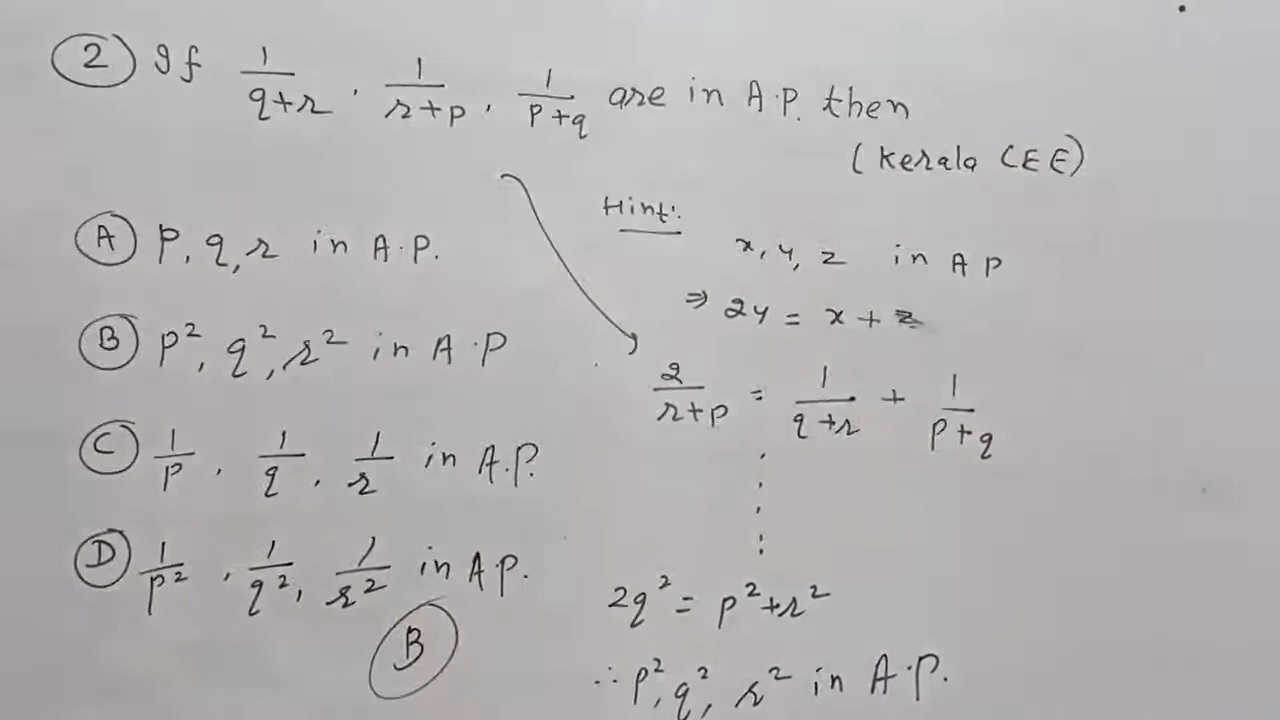 2 If 1/(q+r), 1/(r+p), 1/(p+q) are in A.P. then
(Kerala CEE)
A p, q, r in A.P.
B p², q², r² in A.P
C 1/p, 1/q, 1/r in A.P.
D 1/p², 1/q², 1/r² in A.P.
B
Hint:
x, y, z in A P
⇒ 2y = x + z
2/(r+p) = 1/(q+r) + 1/(p+q)
2q² = p²+r²
∴ p², q², r² in A.P.